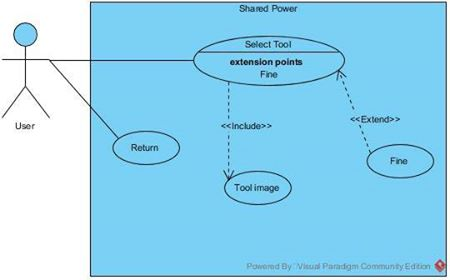 Shared Power
Select Tool
extension points
Fine
User
<<Include>>
<<Extend>>
Return
Fine
Tool image
Powered By Visual Paradigm Community Edition